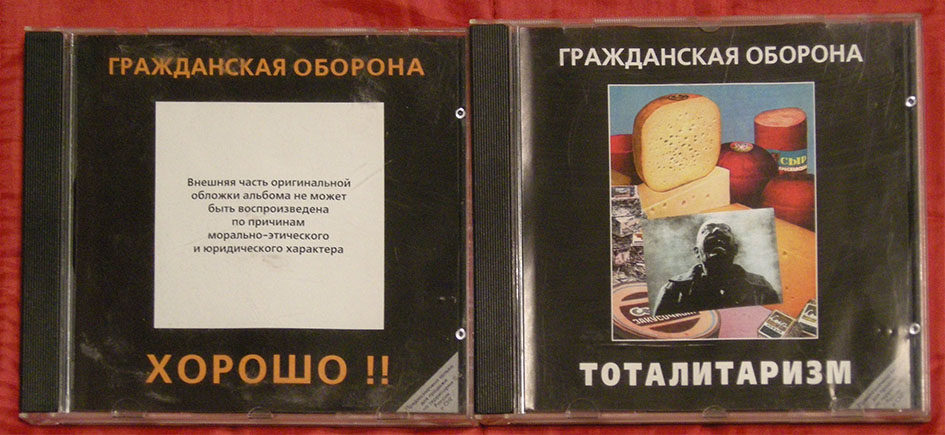 ГРАЖДАНСКАЯ ОБОРОНА
Внешняя часть оригинальной
обложки альбома не может
быть воспроизведена
по причинам
морально-этического
и юридического характера
ХОРОШО !!
ГРАЖДАНСКАЯ ОБОРОНА
СЫР
ЗАКУСОЧНЫЙ
ТОТАЛИТАРИЗМ